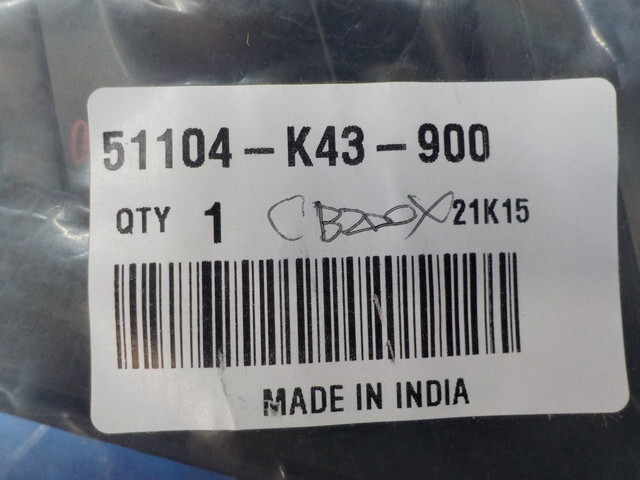 51104-K43-900
QTY 1 CB200X 21K15
MADE IN INDIA